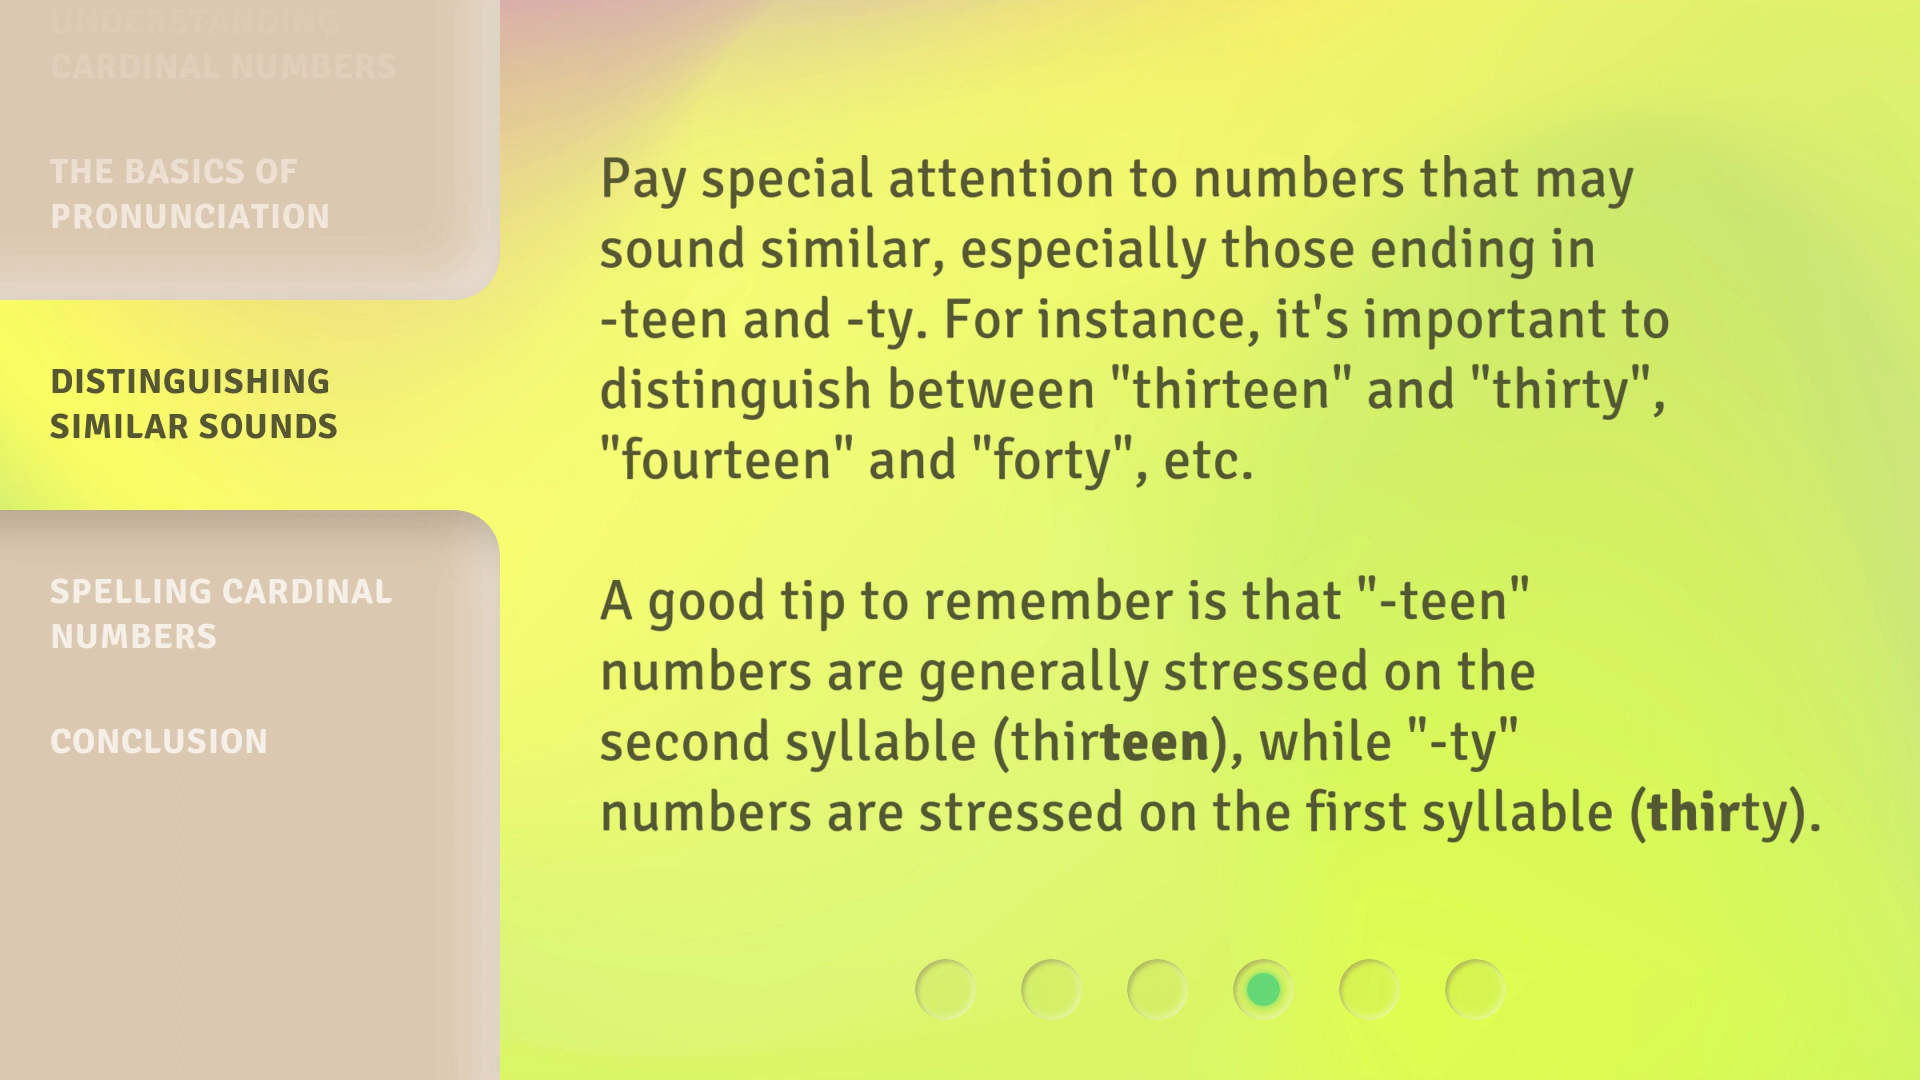 UNDERSTANDING
CARDINAL NUMBERS
THE BASICS OF
PRONUNCIATION
DISTINGUISHING
SIMILAR SOUNDS
SPELLING CARDINAL
NUMBERS
CONCLUSION
Pay special attention to numbers that may
sound similar, especially those ending in
-teen and -ty. For instance, it's important to
distinguish between "thirteen" and "thirty",
"fourteen" and "forty", etc.
A good tip to remember is that "-teen"
numbers are generally stressed on the
second syllable (thirteen), while "-ty"
numbers are stressed on the first syllable (thirty).